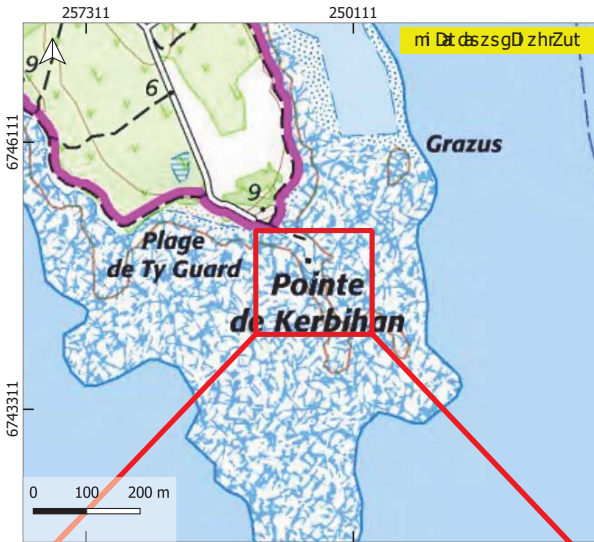 257311 250111
9
6
6746111
Grazus
9
Plage
de Ty Guard
Pointe
de Kerbihan
6743311
0 100 200 m